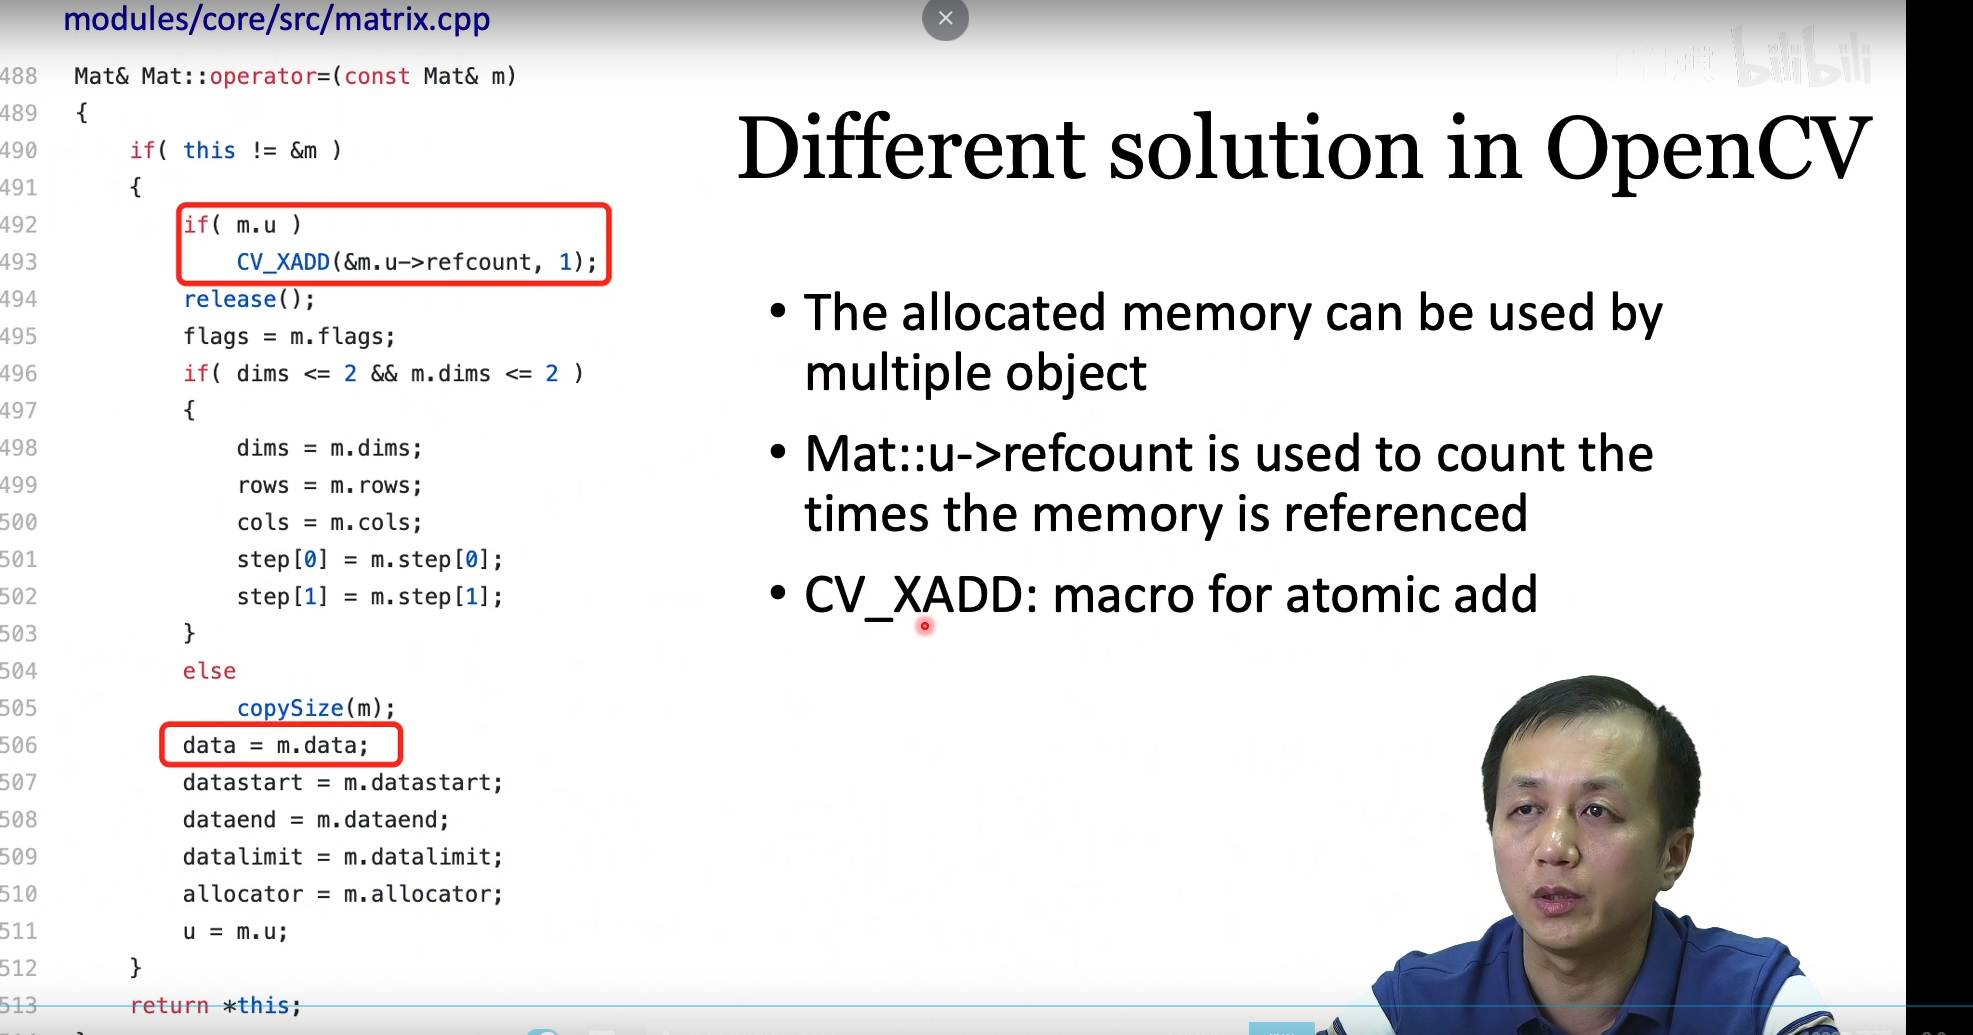 modules/core/src/matrix.cpp
bilibili
488 Mat& Mat::operator=(const Mat& m)
489 {
490 if( this != &m )
491 {
492 if( m.u )
493 CV_XADD(&m.u->refcount, 1);
494 release();
495 flags = m.flags;
496 if( dims <= 2 && m.dims <= 2 )
497 {
498 dims = m.dims;
499 rows = m.rows;
500 cols = m.cols;
501 step[0] = m.step[0];
502 step[1] = m.step[1];
503 }
504 else
505 copySize(m);
506 data = m.data;
507 datastart = m.datastart;
508 dataend = m.dataend;
509 datalimit = m.datalimit;
510 allocator = m.allocator;
511 u = m.u;
512 }
513 return *this;
Different solution in OpenCV
• The allocated memory can be used by
multiple object
• Mat::u->refcount is used to count the
times the memory is referenced
• CV_XADD: macro for atomic add